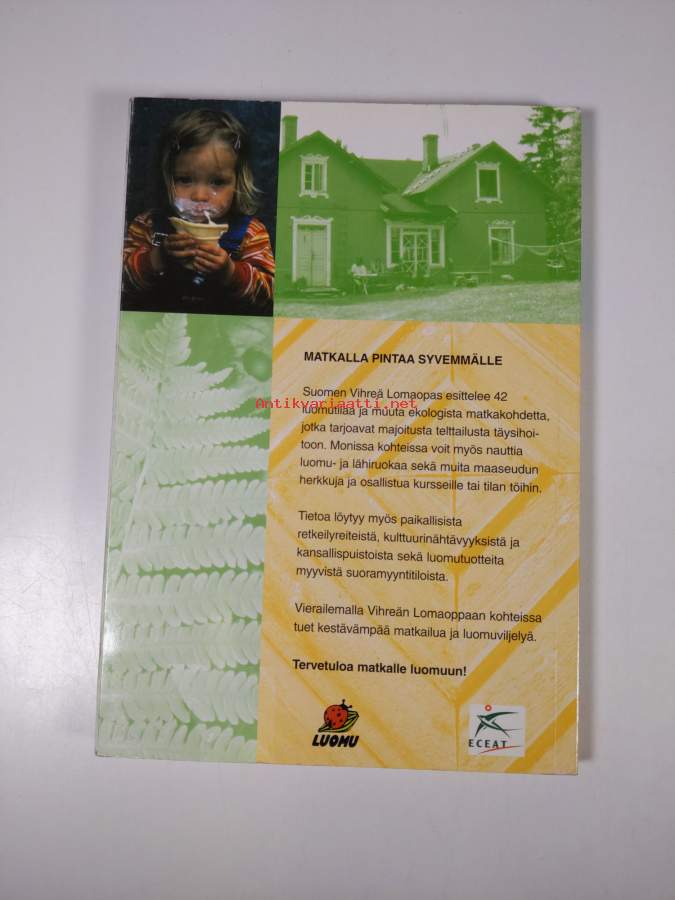 MATKALLA PINTAA SYVEMMÄLLE
Suomen Vihreä Lomaopas esittelee 42
Antikvariaatti.net
luomutilaa ja muuta ekologista matkakohdetta,
jotka tarjoavat majoitusta telttailusta täysihoi-
toon. Monissa kohteissa voit myös nauttia
luomu- ja lähiruokaa sekä muita maaseudun
herkkuja ja osallistua kursseille tai tilan töihin.
Tietoa löytyy myös paikallisista
retkeilyreiteistä, kulttuurinähtävyyksistä ja
kansallispuistoista sekä luomutuotteita
myyvistä suoramyyntitiloista.
Vierailemalla Vihreän Lomaoppaan kohteissa
tuet kestävämpää matkailua ja luomuviljelyä.
Tervetuloa matkalle luomuun!
LUOMU
ECEAT